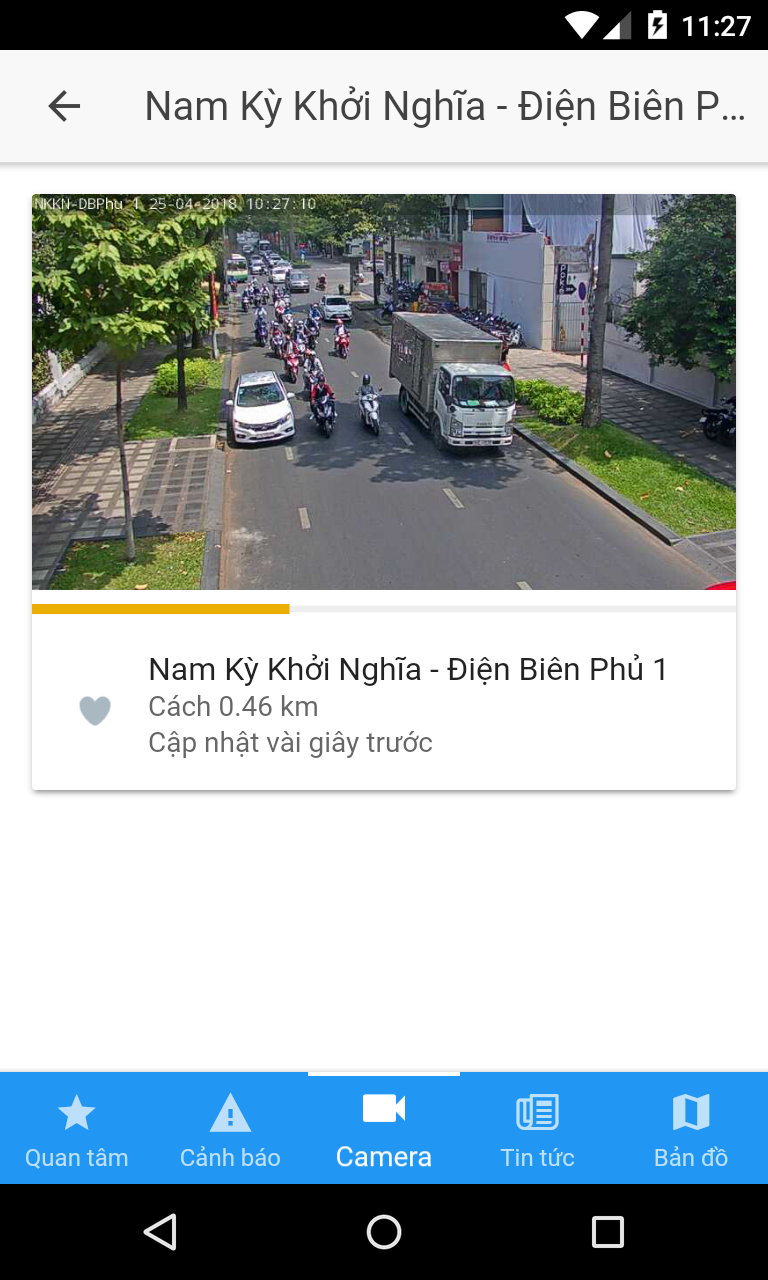 11:27
Nam Kỳ Khởi Nghĩa - Điện Biên P...
NKKN-DBPhu 1 25-04-2018 10:27:10
Nam Kỳ Khởi Nghĩa - Điện Biên Phủ 1
Cách 0.46 km
Cập nhật vài giây trước
Quan tâm
Cảnh báo
Camera
Tin tức
Bản đồ